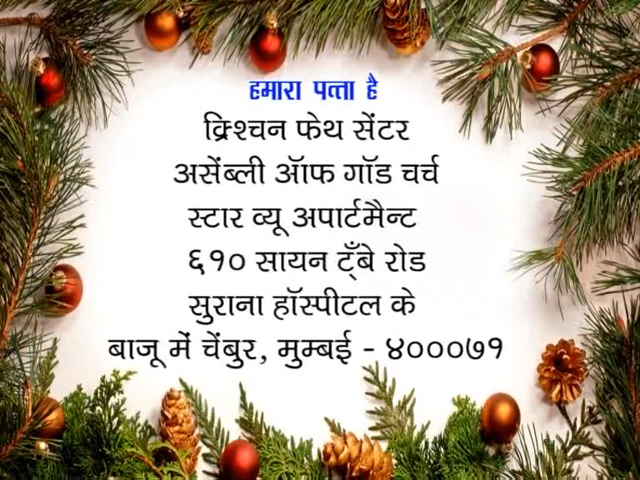 हमारा पत्ता है
क्रिश्चन फेथ सेंटर
असेंब्ली ऑफ गॉड चर्च
स्टार व्यू अपार्टमैन्ट
६१० सायन ट्रॅंबे रोड
सुराना हॉस्पीटल के
बाजू में चेंबुर, मुम्बई - ४०००७१